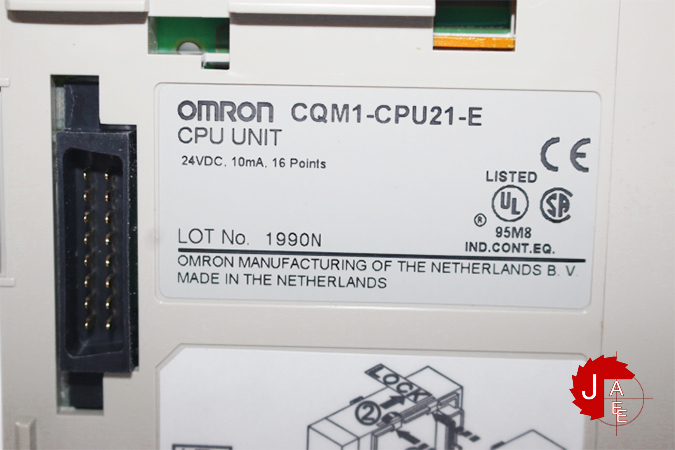 OMRON CQM1-CPU21-E
CPU UNIT
24VDC, 10mA, 16 Points
CE
LISTED
UL
SA
®
95M8
IND.CONT.EQ.
LOT No. 1990N
OMRON MANUFACTURING OF THE NETHERLANDS B. V.
MADE IN THE NETHERLANDS
LOCK
2
J
A
E
E